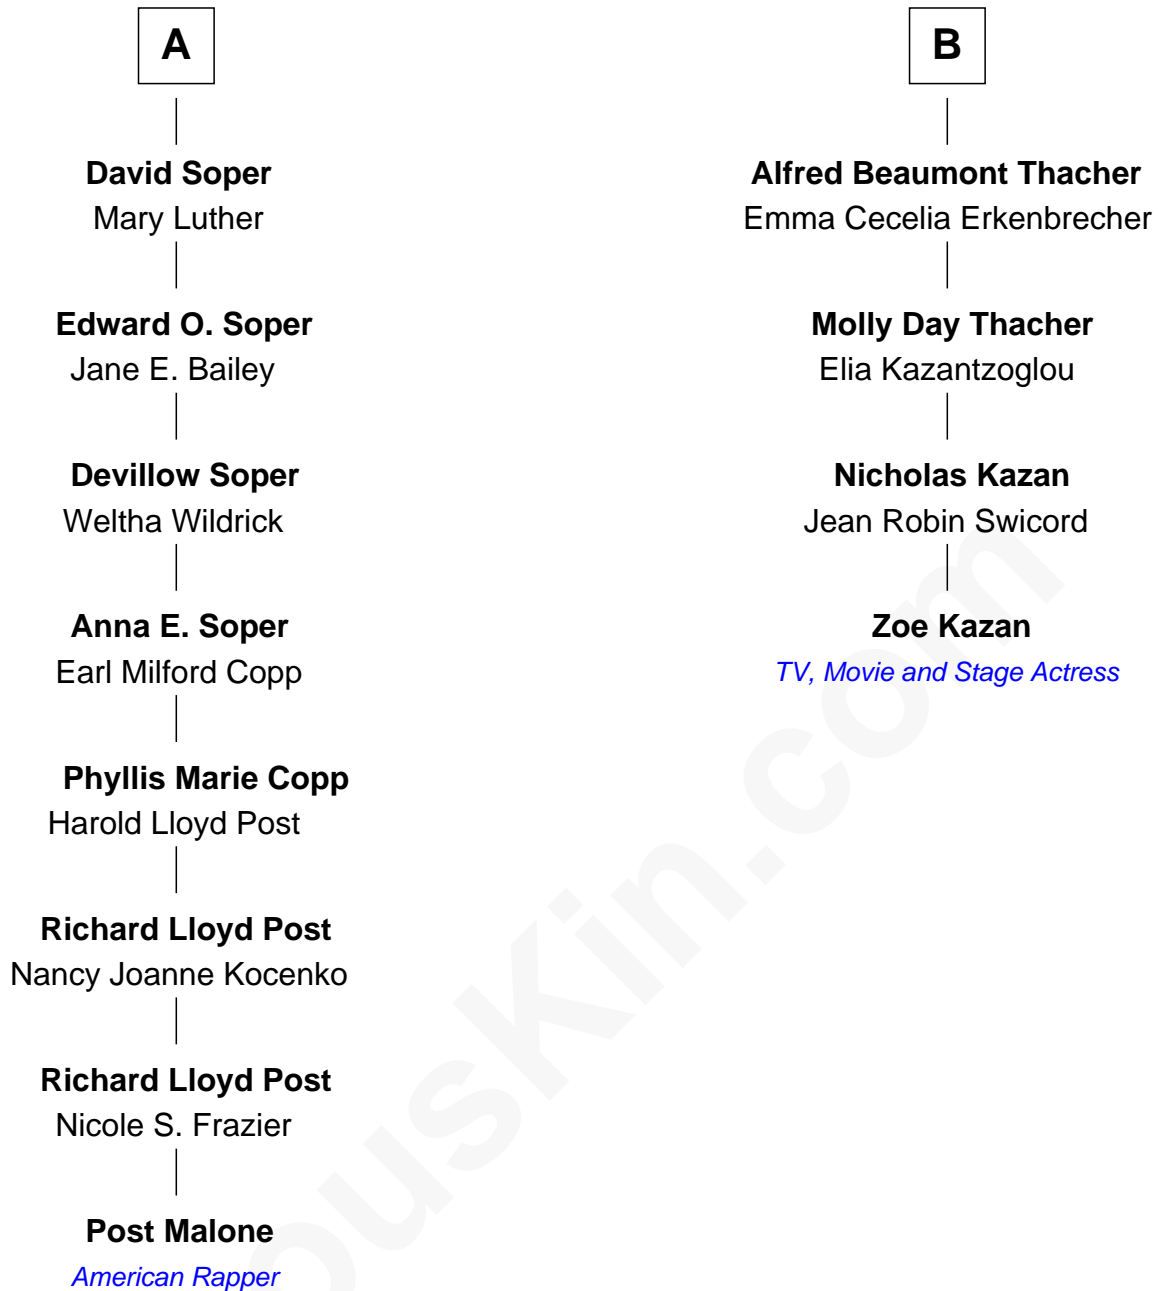 A
David Soper
Mary Luther
Edward O. Soper
Jane E. Bailey
Devillow Soper
Weltha Wildrick
Anna E. Soper
Earl Milford Copp
Phyllis Marie Copp
Harold Lloyd Post
Richard Lloyd Post
Nancy Joanne Kocenko
Richard Lloyd Post
Nicole S. Frazier
Post Malone
American Rapper
B
Alfred Beaumont Thacher
Emma Cecelia Erkenbrecher
Molly Day Thacher
Elia Kazantzoglou
Nicholas Kazan
Jean Robin Swicord
Zoe Kazan
TV, Movie and Stage Actress
ousKin.com